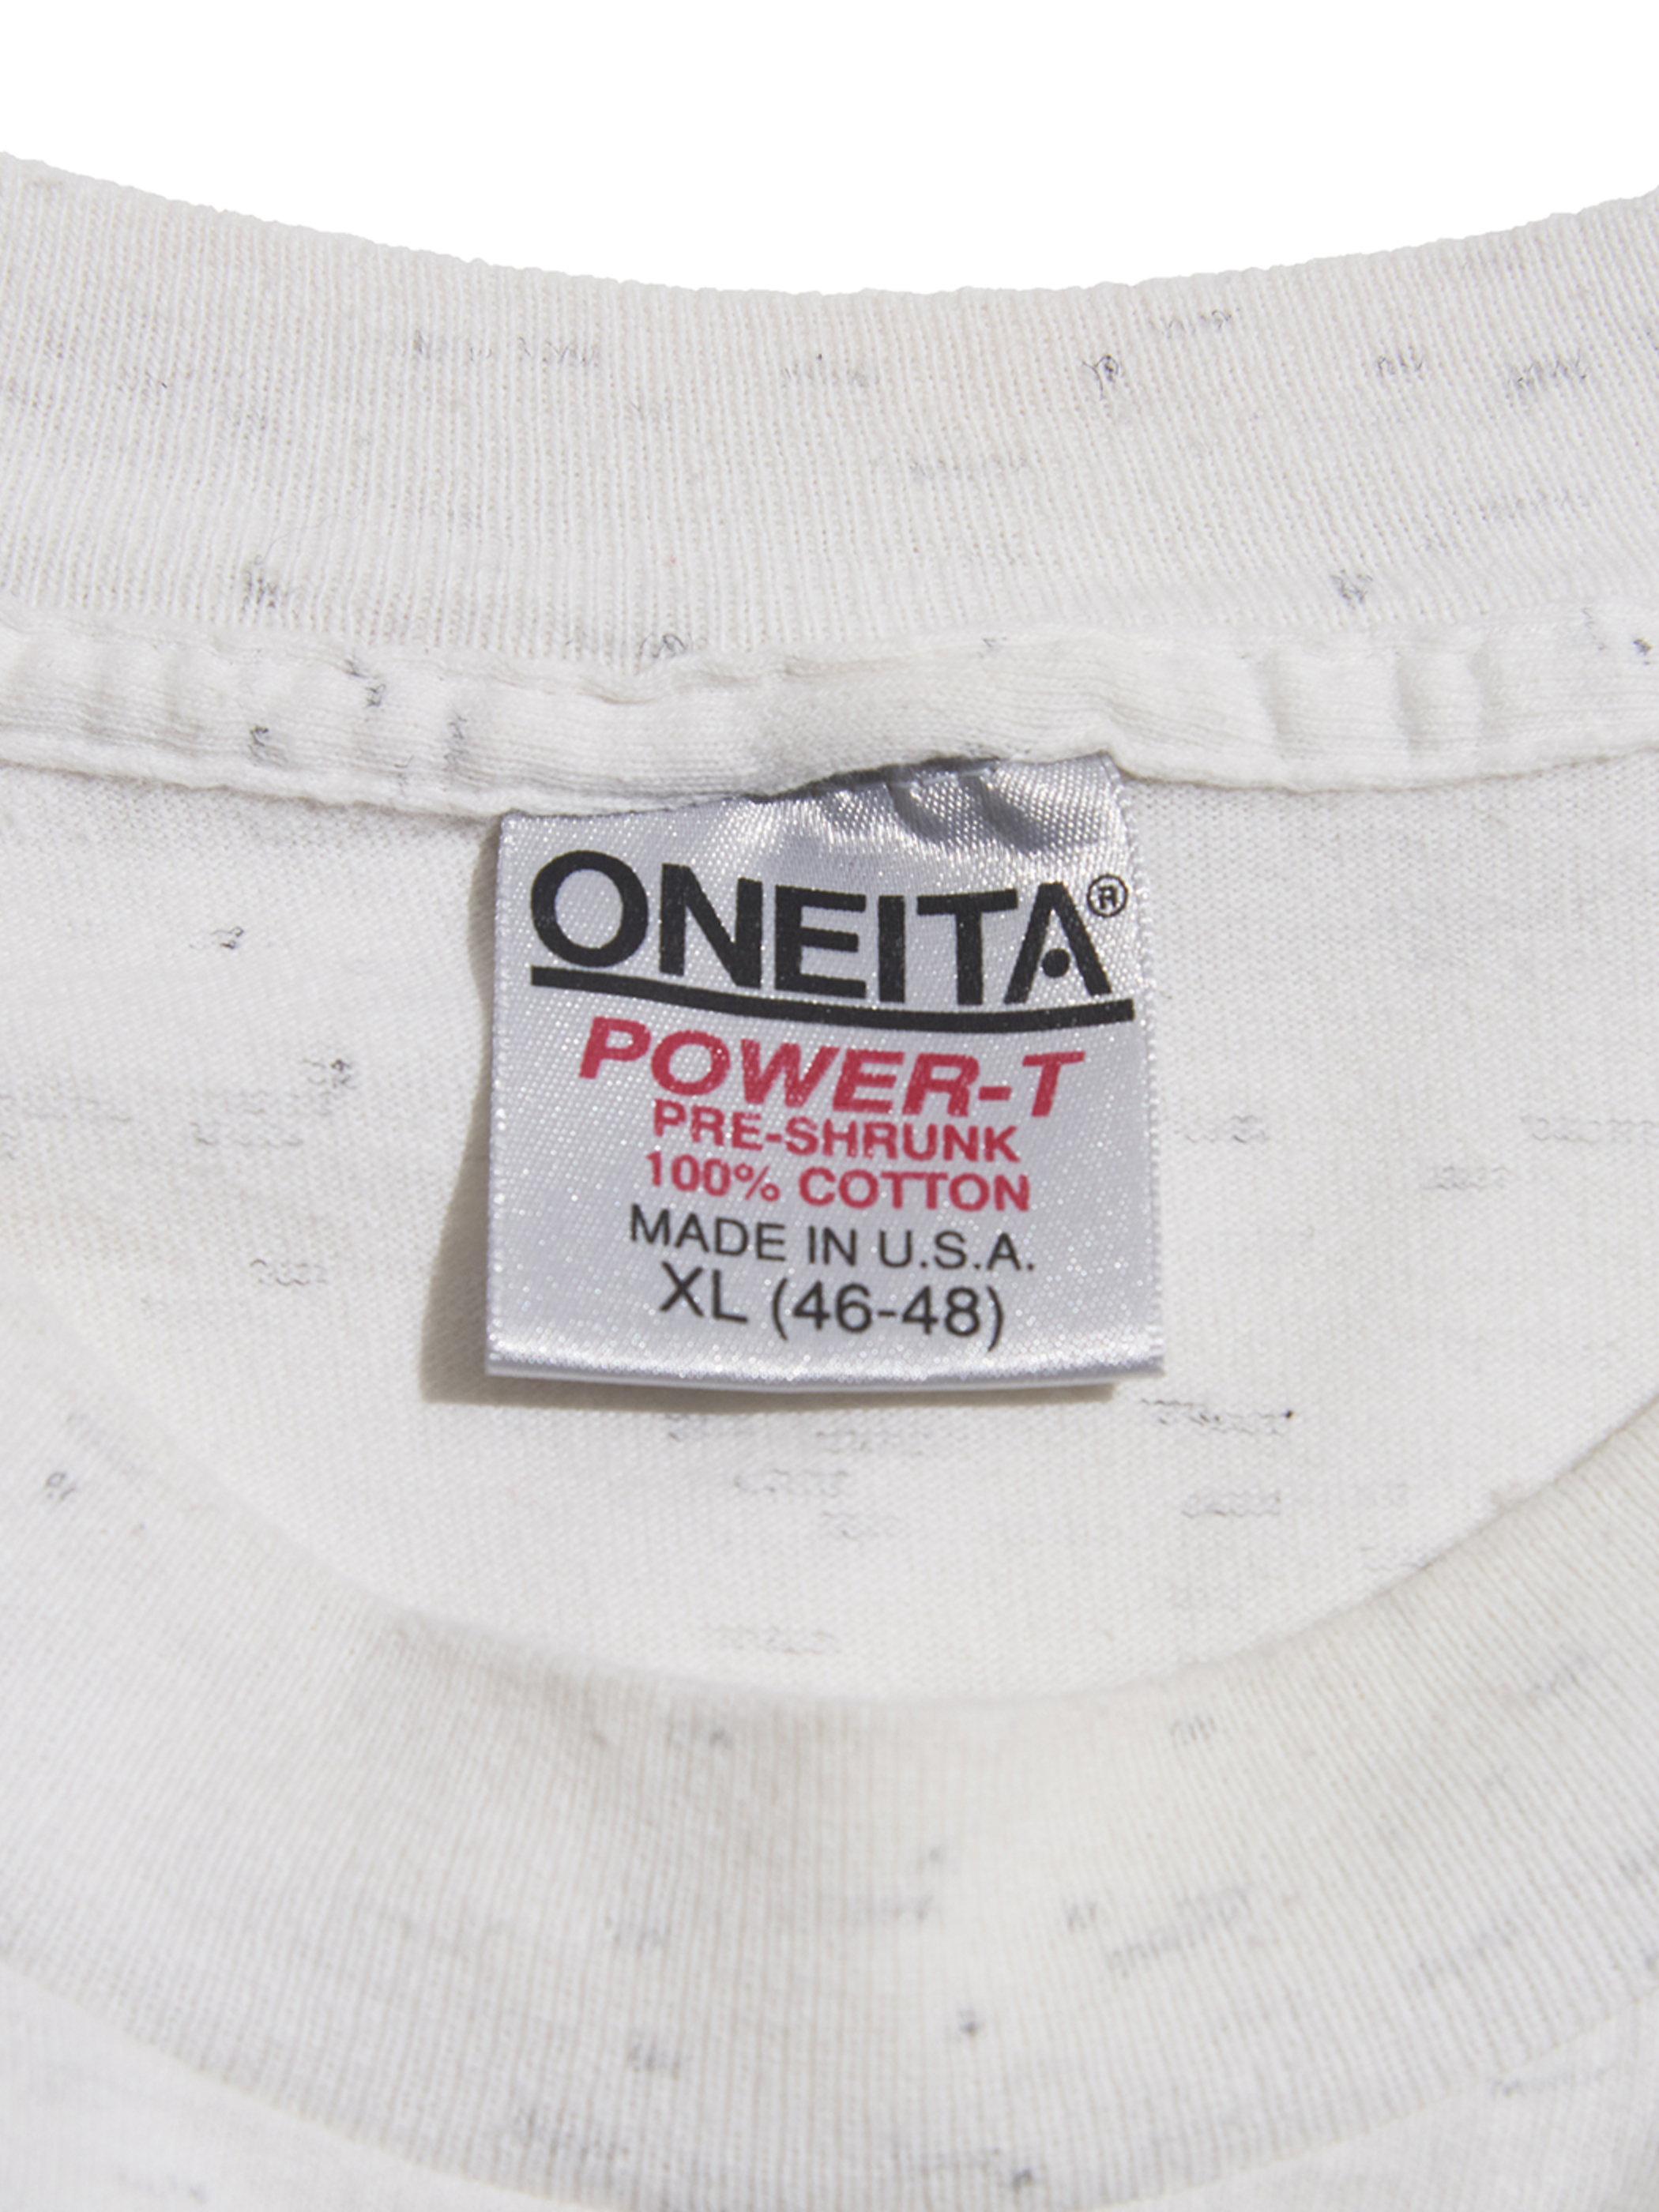 ONEITA®
POWER-T
PRE-SHRUNK
100% COTTON
MADE IN U.S.A.
XL (46-48)